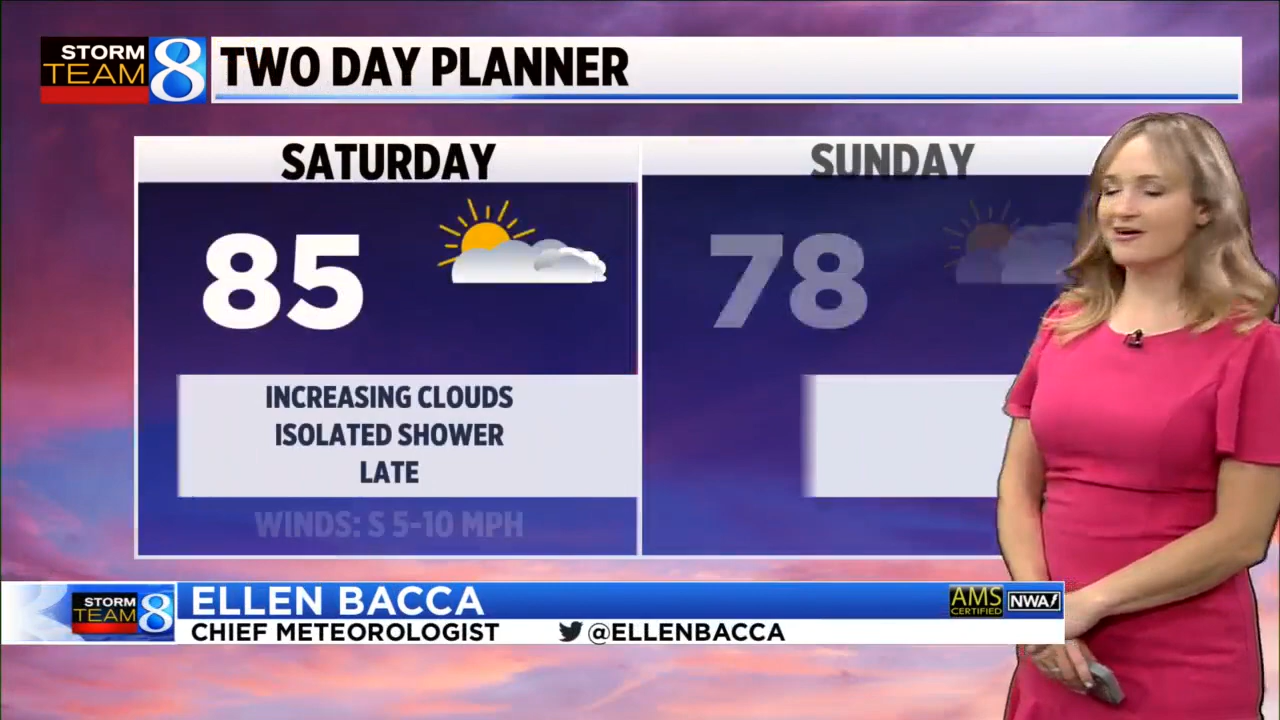 STORM
TEAM 8
TWO DAY PLANNER
SATURDAY
SUNDAY
85
78
INCREASING CLOUDS
ISOLATED SHOWER
LATE
WINDS: S 5-10 MPH
STORM
TEAM 8
ELLEN BACCA
AMS
CERTIFIED
NWA
CHIEF METEOROLOGIST
@ELLENBACCA